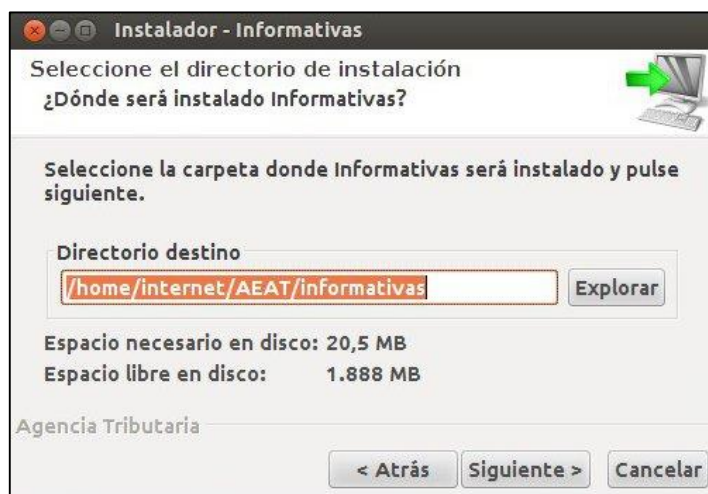 Instalador - Informativas
Seleccione el directorio de instalación
¿Dónde será instalado Informativas?
Seleccione la carpeta donde Informativas será instalado y pulse
siguiente.
Directorio destino
/home/internet/AEAT/informativas
Explorar
Espacio necesario en disco: 20,5 MB
Espacio libre en disco: 1.888 MB
Agencia Tributaria
< Atrás
Siguiente >
Cancelar